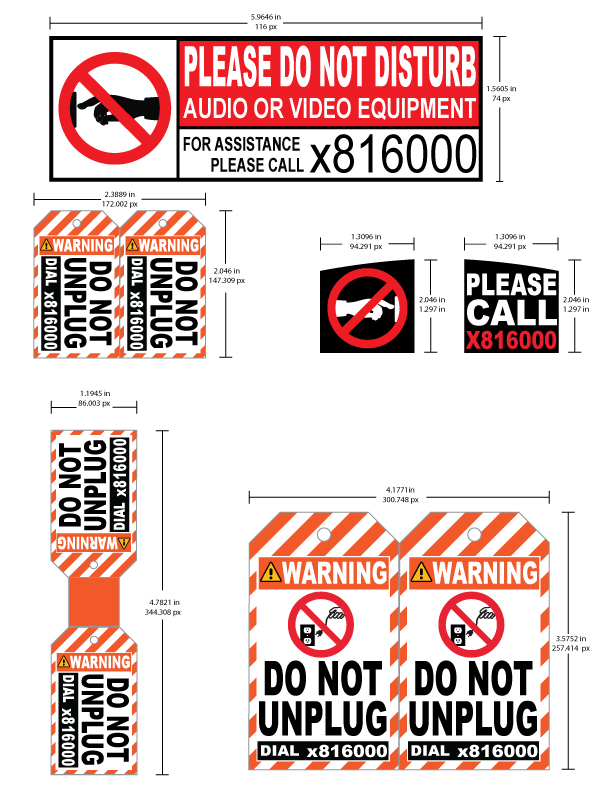 5.9646 in
116 px
PLEASE DO NOT DISTURB
AUDIO OR VIDEO EQUIPMENT
FOR ASSISTANCE
PLEASE CALL
x816000
1.5605 in
74 px
2.3889 in
172.002 px
WARNING
DO NOT
UNPLUG
DIAL x816000
WARNING
DO NOT
UNPLUG
DIAL x816000
2.046 in
147.309 px
1.3096 in
94.291 px
2.046 in
1.297 in
1.3096 in
94.291 px
PLEASE
CALL
X816000
2.046 in
1.297 in
1.1945 in
86.003 px
DO NOT
UNPLUG
DIAL x816000
WARNING
WARNING
DO NOT
UNPLUG
DIAL x816000
4.7821 in
344.308 px
4.1771 in
300.748 px
WARNING
DO NOT
UNPLUG
DIAL x816000
WARNING
DO NOT
UNPLUG
DIAL x816000
3.5752 in
257.414 px